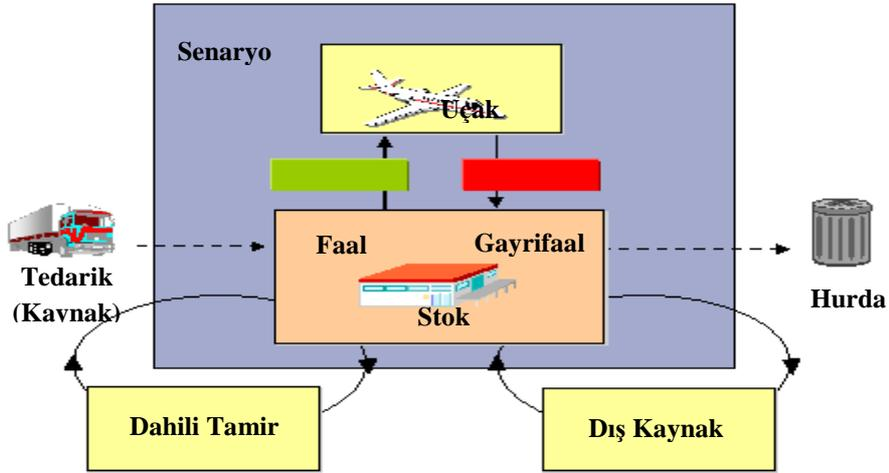 Senaryo
Uçak
Faal
Gayrifaal
Tedarik
(Kaynak)
Stok
Hurda
Dahili Tamir
Dış Kaynak